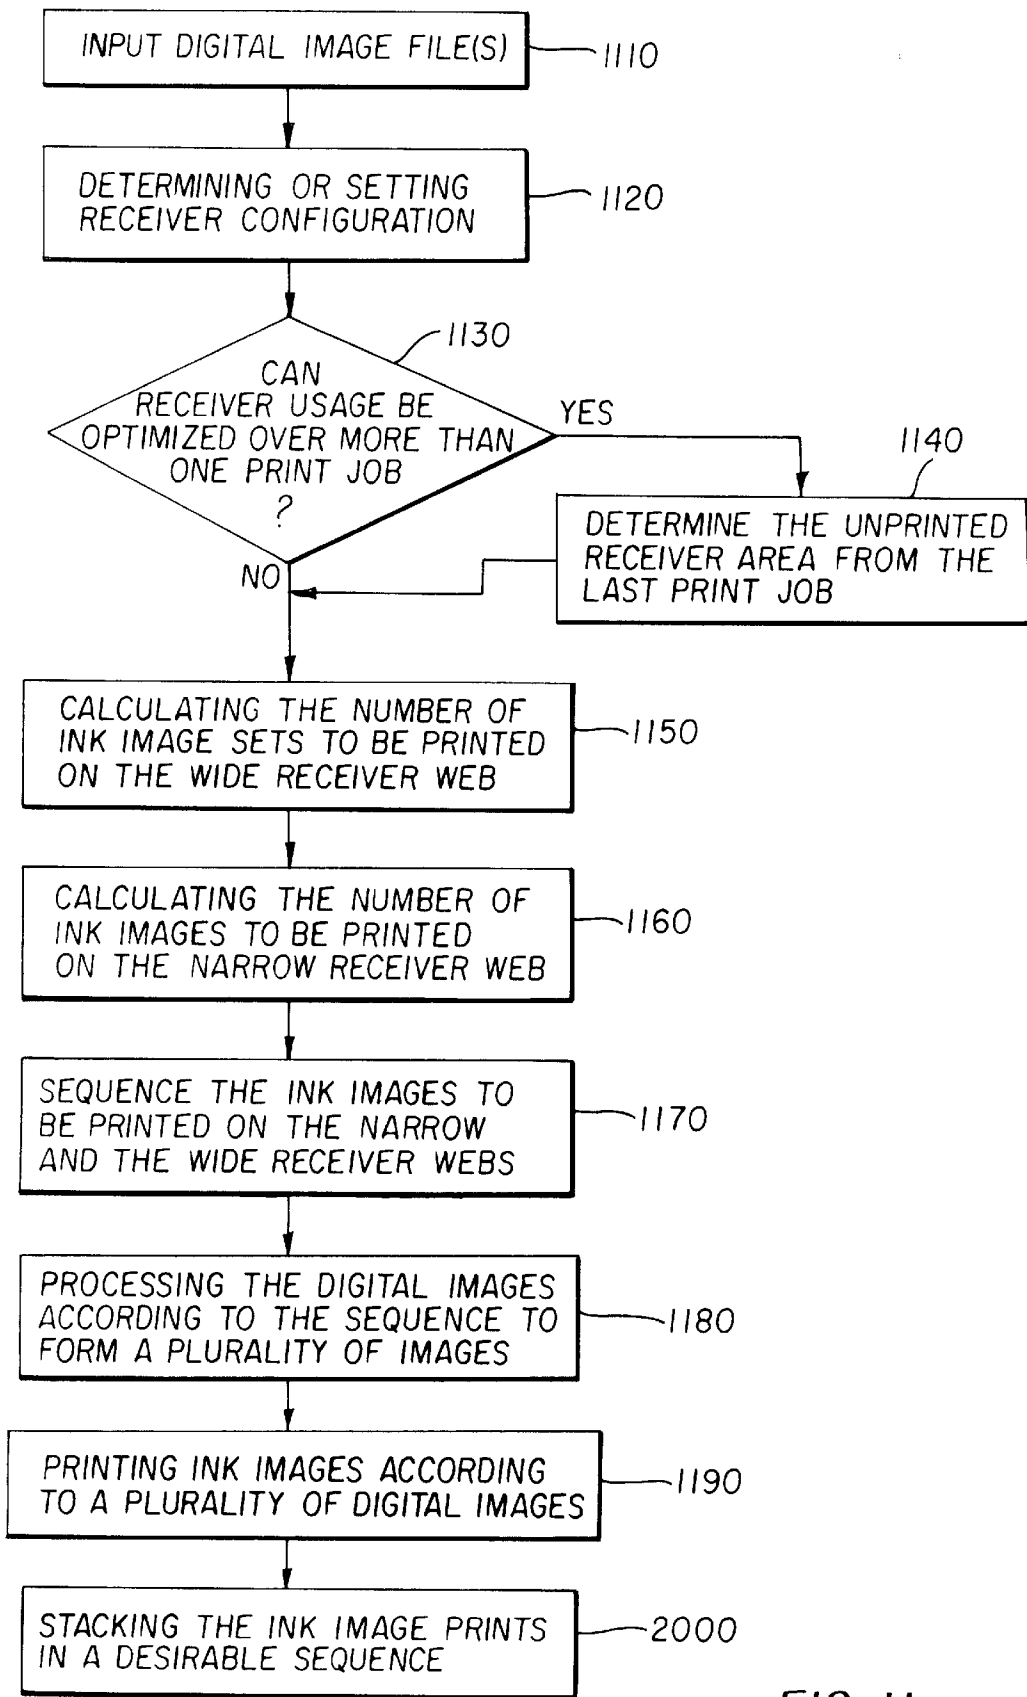 INPUT DIGITAL IMAGE FILE(S)
1110
DETERMINING OR SETTING
RECEIVER CONFIGURATION
1120
1130
CAN
RECEIVER USAGE BE
OPTIMIZED OVER MORE THAN
ONE PRINT JOB
?
YES
NO
1140
DETERMINE THE UNPRINTED
RECEIVER AREA FROM THE
LAST PRINT JOB
CALCULATING THE NUMBER OF
INK IMAGE SETS TO BE PRINTED
ON THE WIDE RECEIVER WEB
1150
CALCULATING THE NUMBER OF
INK IMAGES TO BE PRINTED
ON THE NARROW RECEIVER WEB
1160
SEQUENCE THE INK IMAGES TO
BE PRINTED ON THE NARROW
AND THE WIDE RECEIVER WEBS
1170
PROCESSING THE DIGITAL IMAGES
ACCORDING TO THE SEQUENCE TO
FORM A PLURALITY OF IMAGES
1180
PRINTING INK IMAGES ACCORDING
TO A PLURALITY OF DIGITAL IMAGES
1190
STACKING THE INK IMAGE PRINTS
IN A DESIRABLE SEQUENCE
2000